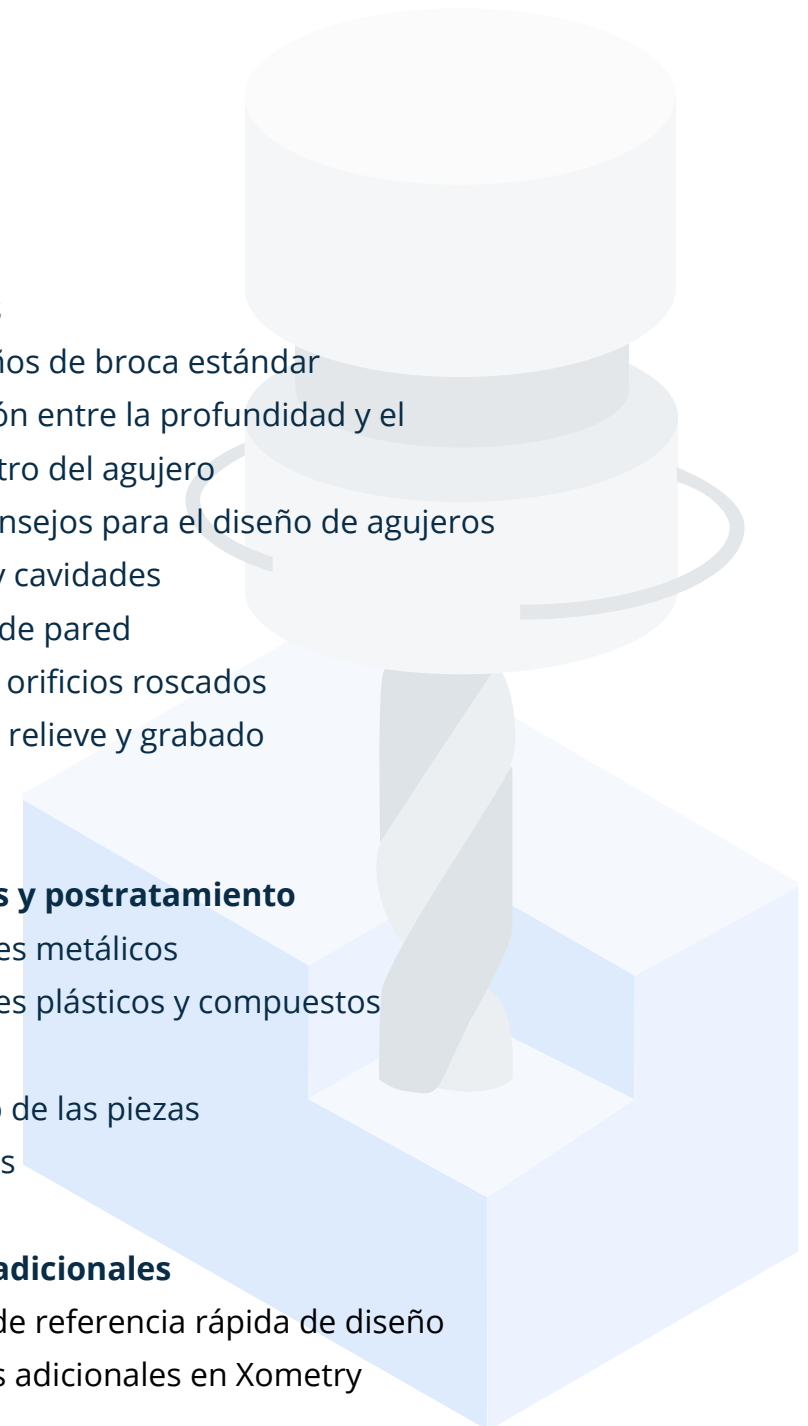 ños de broca estándar
ón entre la profundidad y el
tro del agujero
nsejos para el diseño de agujeros
y cavidades
de pared
orificios roscados
relieve y grabado
s y postratamiento
es metálicos
es plásticos y compuestos
o de las piezas
s
adicionales
de referencia rápida de diseño
s adicionales en Xometry